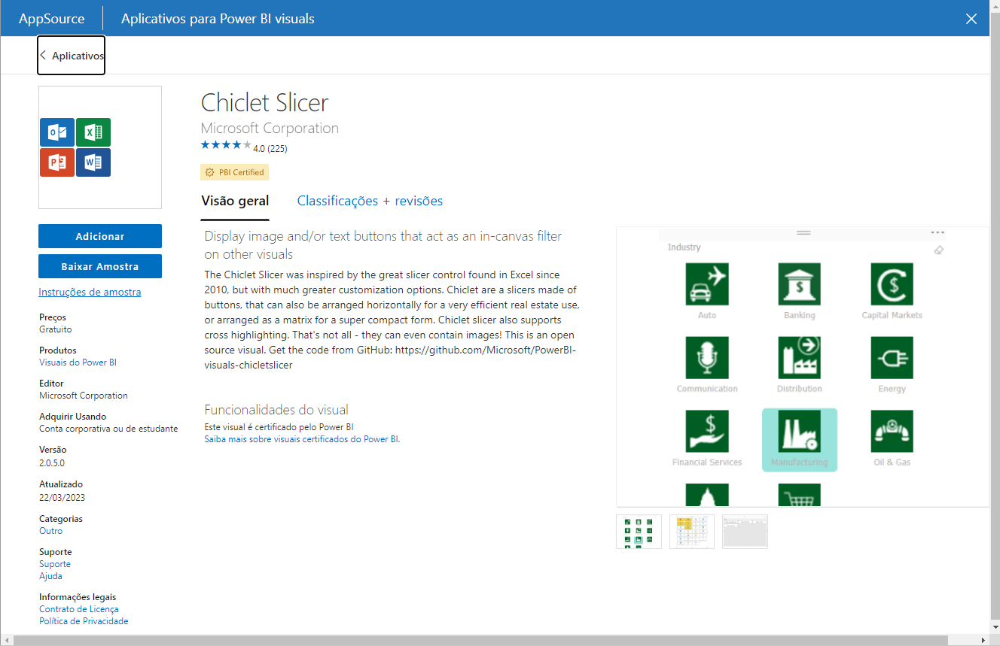 AppSource
Aplicativos para Power BI visuals
Aplicativos
Chiclet Slicer
Microsoft Corporation
4.0 (225)
PBI Certified
Visão geral
Classificações + revisões
Adicionar
Baixar Amostra
Instruções de amostra
Preços
Gratuito
Produtos
Visuais do Power BI
Editor
Microsoft Corporation
Adquirir Usando
Conta corporativa ou de estudante
Versão
2.0.5.0
Atualizado
22/03/2023
Categorias
Outro
Suporte
Suporte
Ajuda
Informações legais
Contrato de Licença
Política de Privacidade
Display image and/or text buttons that act as an in-canvas filter
on other visuals
The Chiclet Slicer was inspired by the great slicer control found in Excel since
2010, but with much greater customization options. Chiclet are a slicers made of
buttons, that can also be arranged horizontally for a very efficient real estate use,
or arranged as a matrix for a super compact form. Chiclet slicer also supports
cross highlighting. That's not all - they can even contain images! This is an open
source visual. Get the code from GitHub: https://github.com/Microsoft/PowerBI-
visuals-chicletslicer
Funcionalidades do visual
Este visual é certificado pelo Power BI
Saiba mais sobre visuais certificados do Power BI.
Industry
Auto
Banking
Capital Markets
Communication
Distribution
Energy
Financial Services
Manufacturing
Oil & Gas